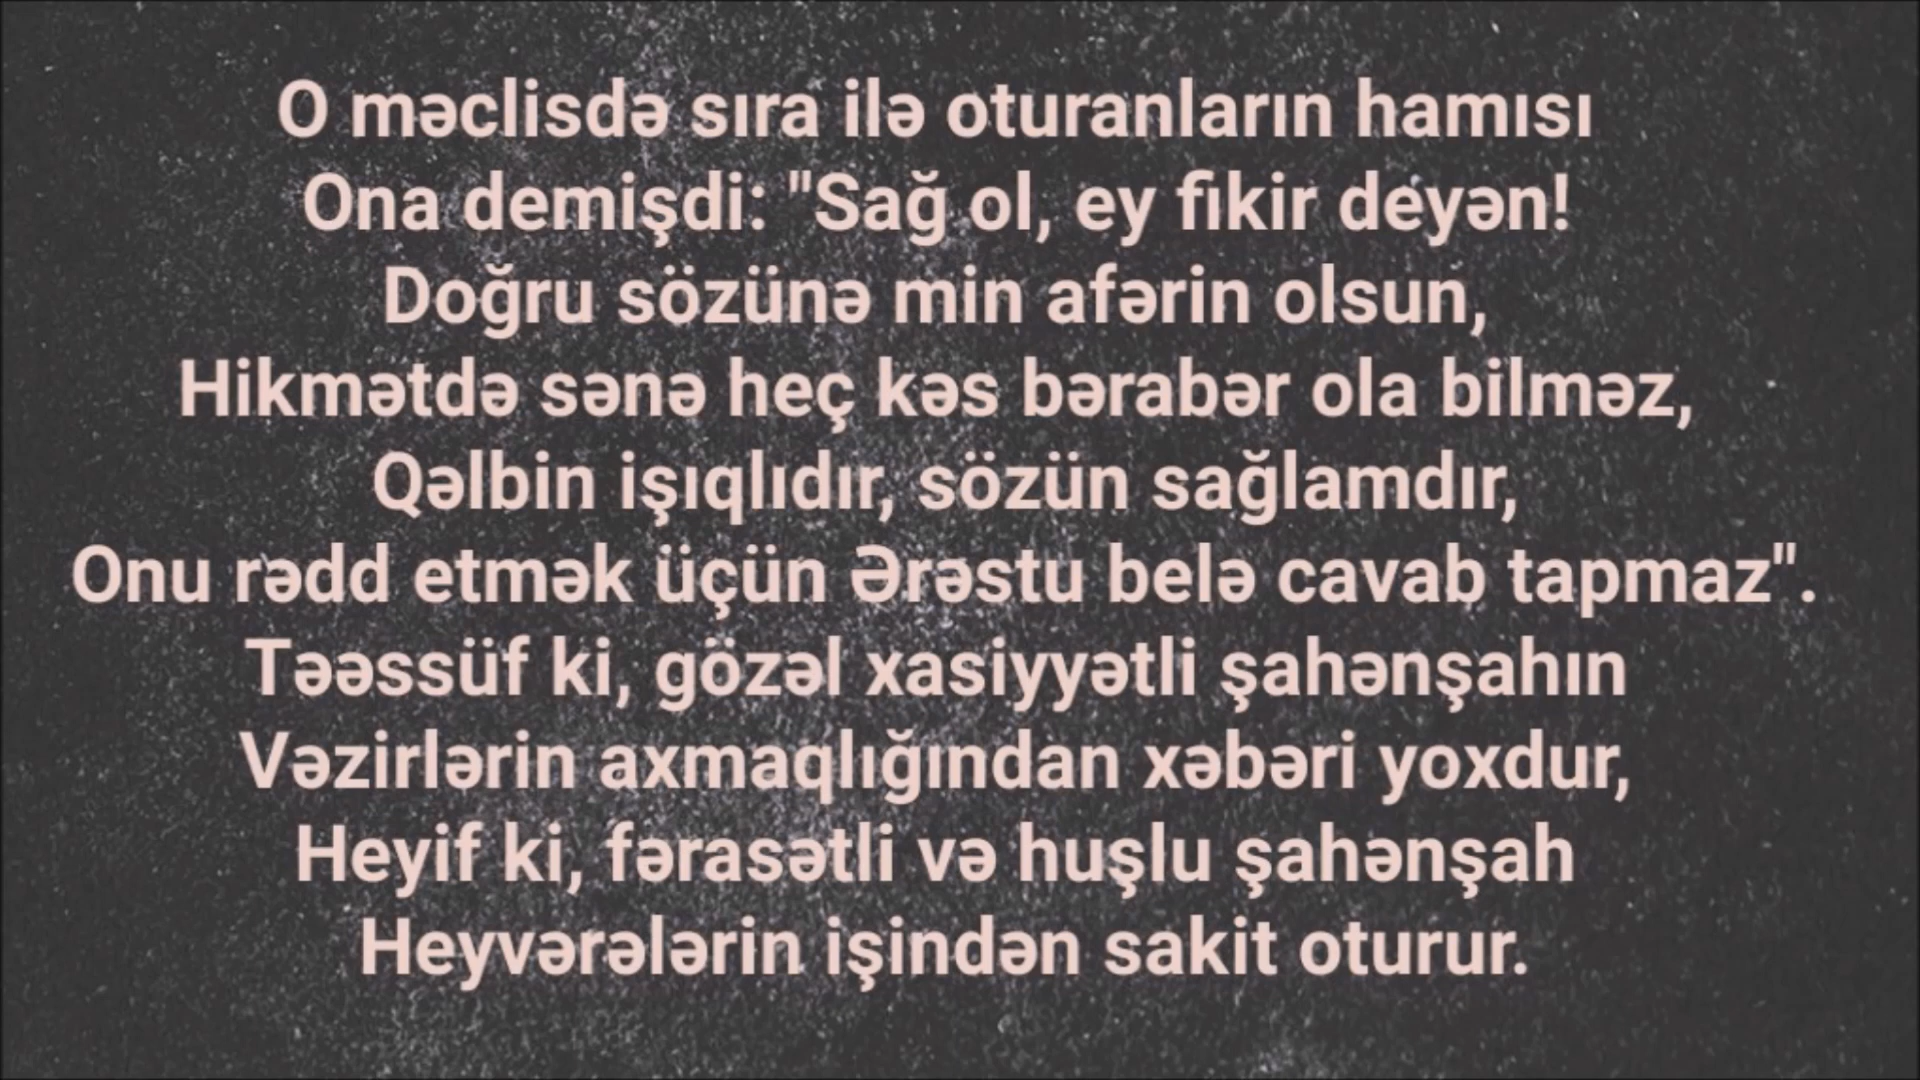 O məclisdə sıra ilə oturanların hamısı
Ona demişdi: "Sağ ol, ey fikir deyən!
Doğru sözünə min afərin olsun,
Hikmətdə sənə heç kəs bərabər ola bilməz,
Qəlbin işıqlıdır, sözün sağlamdır,
Onu rədd etmək üçün Ərəstu belə cavab tapmaz".
Təəssüf ki, gözəl xasiyyətli şahənşahın
Vəzirlərin axmaqlığından xəbəri yoxdur,
Heyif ki, fərasətli və huşlu şahənşah
Heyvərələrin işindən sakit oturur.